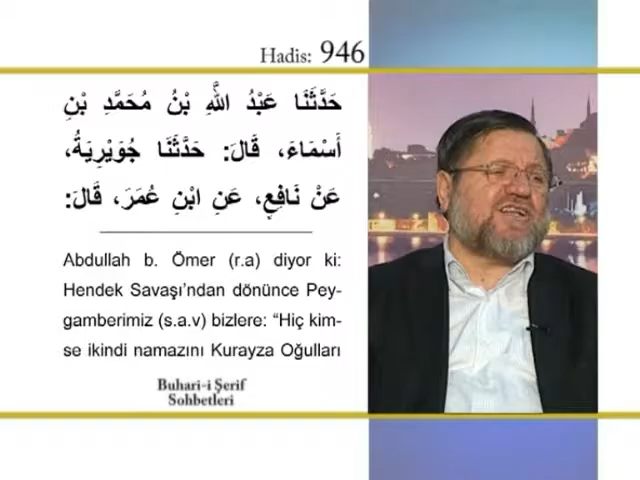 Hadis: 946
حَدَّثَنَا عَبْدُ اللّٰهِ بْنُ مُحَمَّدِ بْنِ
أَسْمَاءَ، قَالَ: حَدَّثَنَا جُوَيْرِيَةُ،
عَنْ نَافِعٍ، عَنِ ابْنِ عُمَرَ، قَالَ:
Abdullah b. Ömer (r.a) diyor ki:
Hendek Savaşı’ndan dönünce Pey-
gamberimiz (s.a.v) bizlere: “Hiç kim-
se ikindi namazını Kurayza Oğulları
Buhari-i Şerif
Sohbetleri